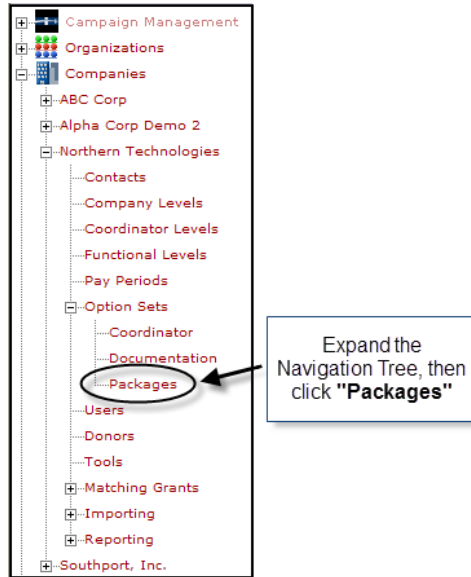 Campaign Management
Organizations
Companies
ABC Corp
Alpha Corp Demo 2
Northern Technologies
Contacts
Company Levels
Coordinator Levels
Functional Levels
Pay Periods
Option Sets
Coordinator
Documentation
Packages
Users
Donors
Tools
Matching Grants
Importing
Reporting
Southport, Inc.
Expand the
Navigation Tree, then
click "Packages"